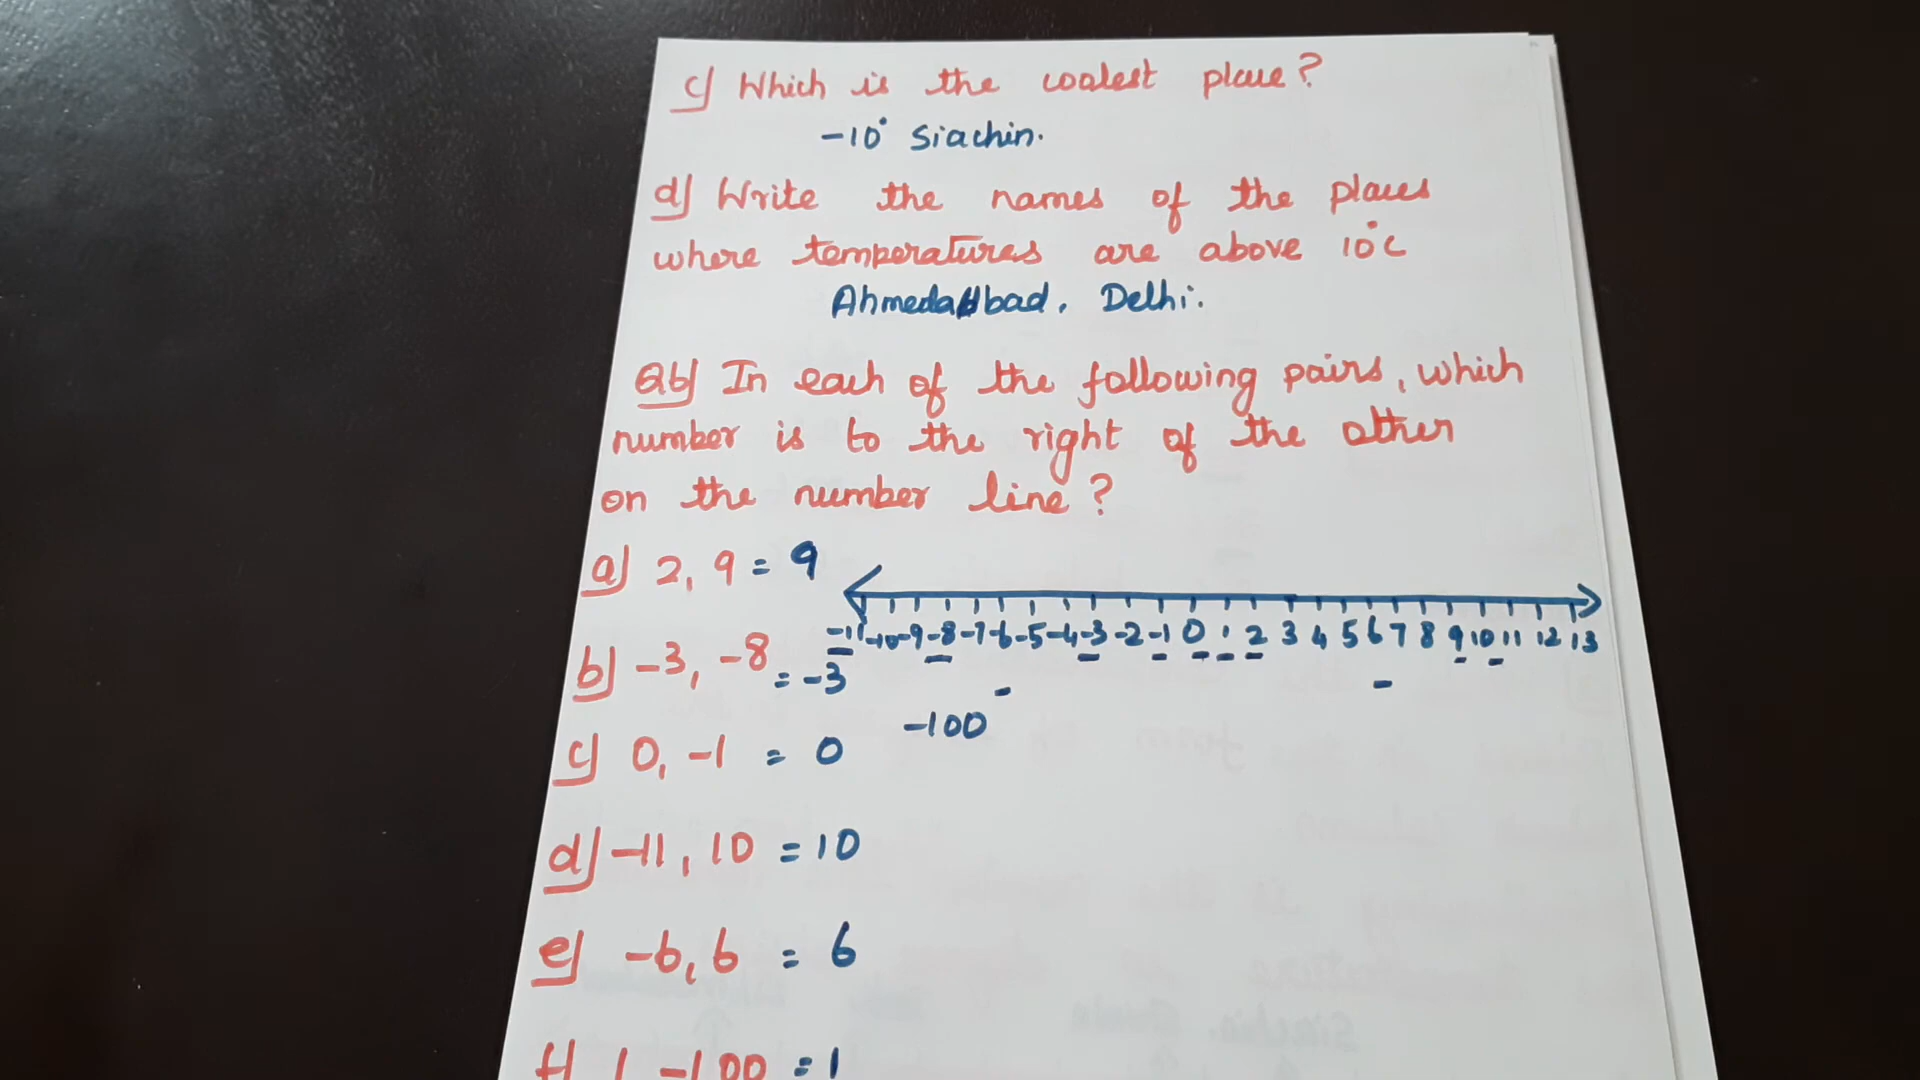 c) Which is the coolest place?
-10° Siachin.
d) Write the names of the places
where temperatures are above 10°C
Ahmedabad, Delhi.
Q6) In each of the following pairs, which
number is to the right of the other
on the number line?
a) 2, 9 = 9
-11 -10 -9 -8 -7 -6 -5 -4 -3 -2 -1 0 1 2 3 4 5 6 7 8 9 10 11 12 13
b) -3, -8 = -3
-100
c) 0, -1 = 0
d) -11, 10 = 10
e) -6, 6 = 6
f) 1, -100 = 1